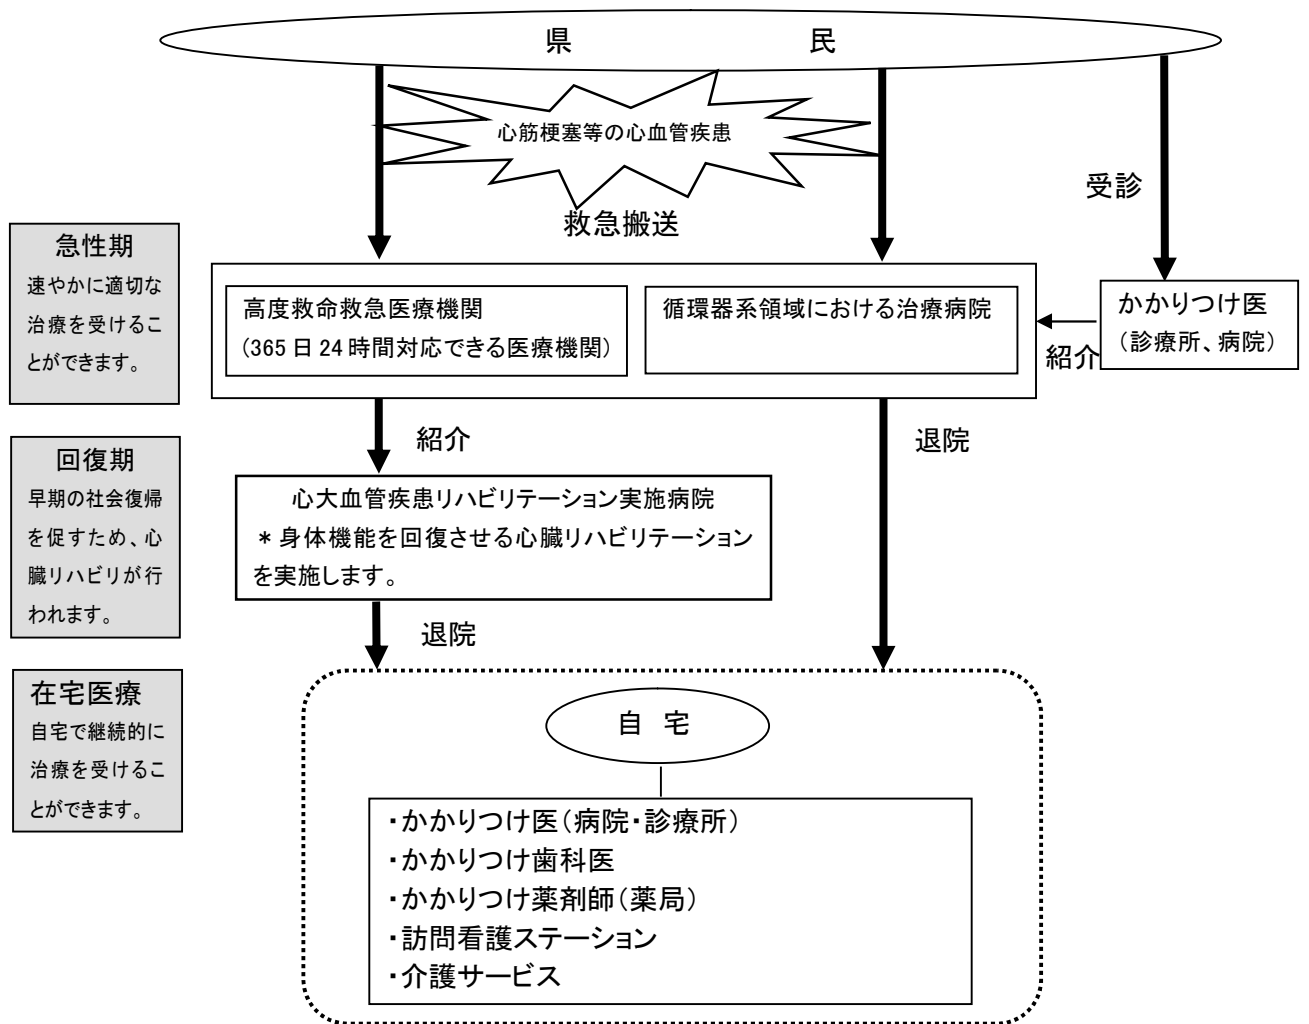 県 民
心筋梗塞等の心血管疾患
受診
救急搬送
急性期
速やかに適切な
治療を受けるこ
とができます。
高度救命救急医療機関
(365日24時間対応できる医療機関)
循環器系領域における治療病院
かかりつけ医
(診療所、病院)
紹介
紹介
退院
回復期
早期の社会復帰
を促すため、心
臓リハビリが行
われます。
心大血管疾患リハビリテーション実施病院
*身体機能を回復させる心臓リハビリテーション
を実施します。
退院
在宅医療
自宅で継続的に
治療を受けるこ
とができます。
自 宅
・かかりつけ医(病院・診療所)
・かかりつけ歯科医
・かかりつけ薬剤師(薬局)
・訪問看護ステーション
・介護サービス